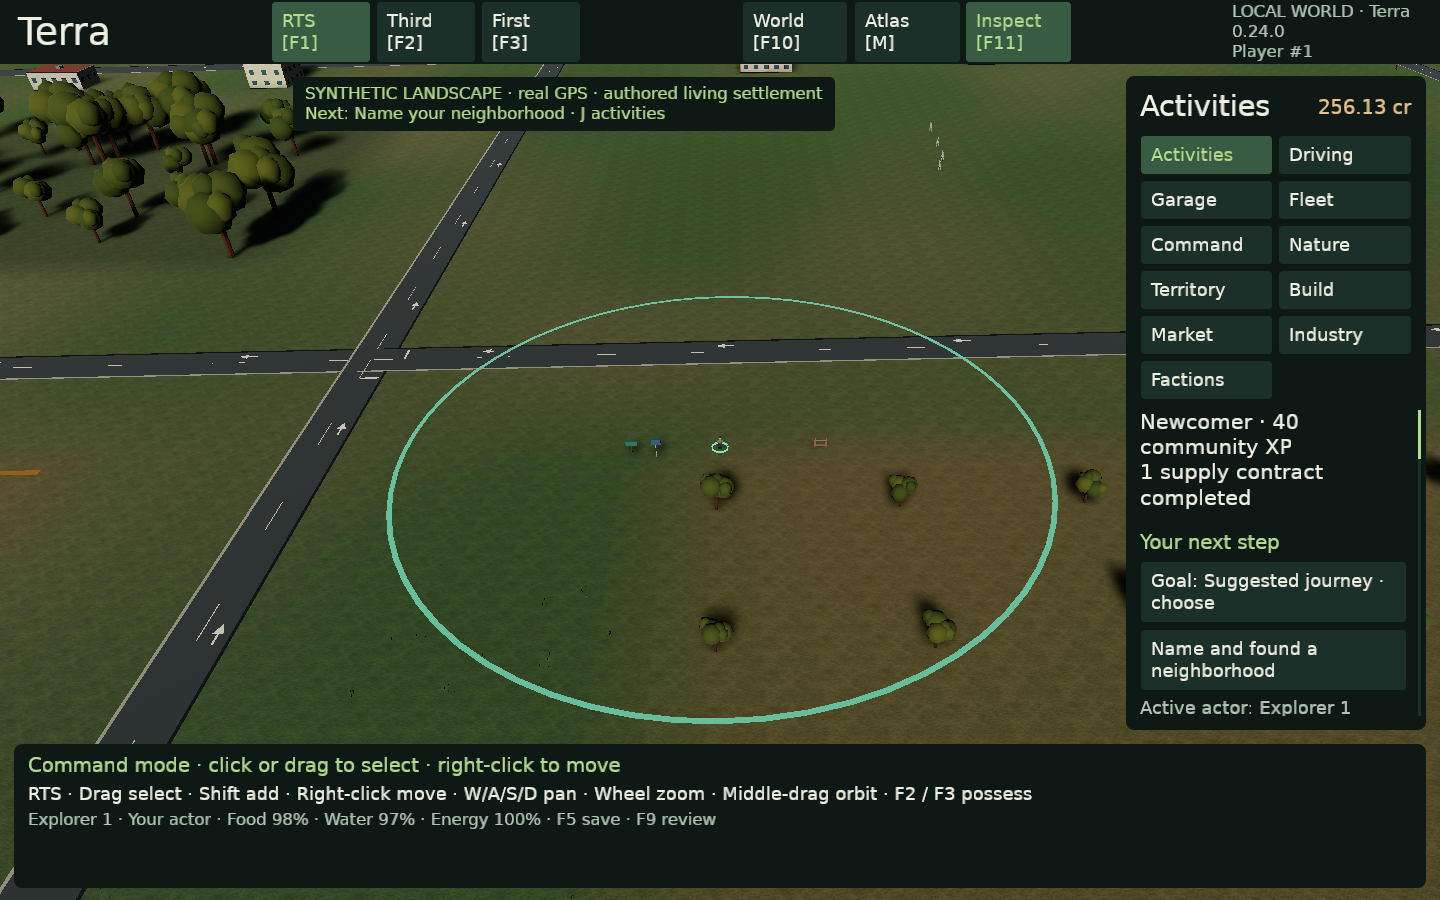 Terra
RTS
[F1]
Third
[F2]
First
[F3]
World
[F10]
Atlas
[M]
Inspect
[F11]
LOCAL WORLD · Terra
0.24.0
Player #1
SYNTHETIC LANDSCAPE · real GPS · authored living settlement
Next: Name your neighborhood · J activities
Activities
256.13 cr
Activities
Driving
Garage
Fleet
Command
Nature
Territory
Build
Market
Industry
Factions
Newcomer · 40
community XP
1 supply contract
completed
Your next step
Goal: Suggested journey ·
choose
Name and found a
neighborhood
Active actor: Explorer 1
Command mode · click or drag to select · right-click to move
RTS · Drag select · Shift add · Right-click move · W/A/S/D pan · Wheel zoom · Middle-drag orbit · F2 / F3 possess
Explorer 1 · Your actor · Food 98% · Water 97% · Energy 100% · F5 save · F9 review